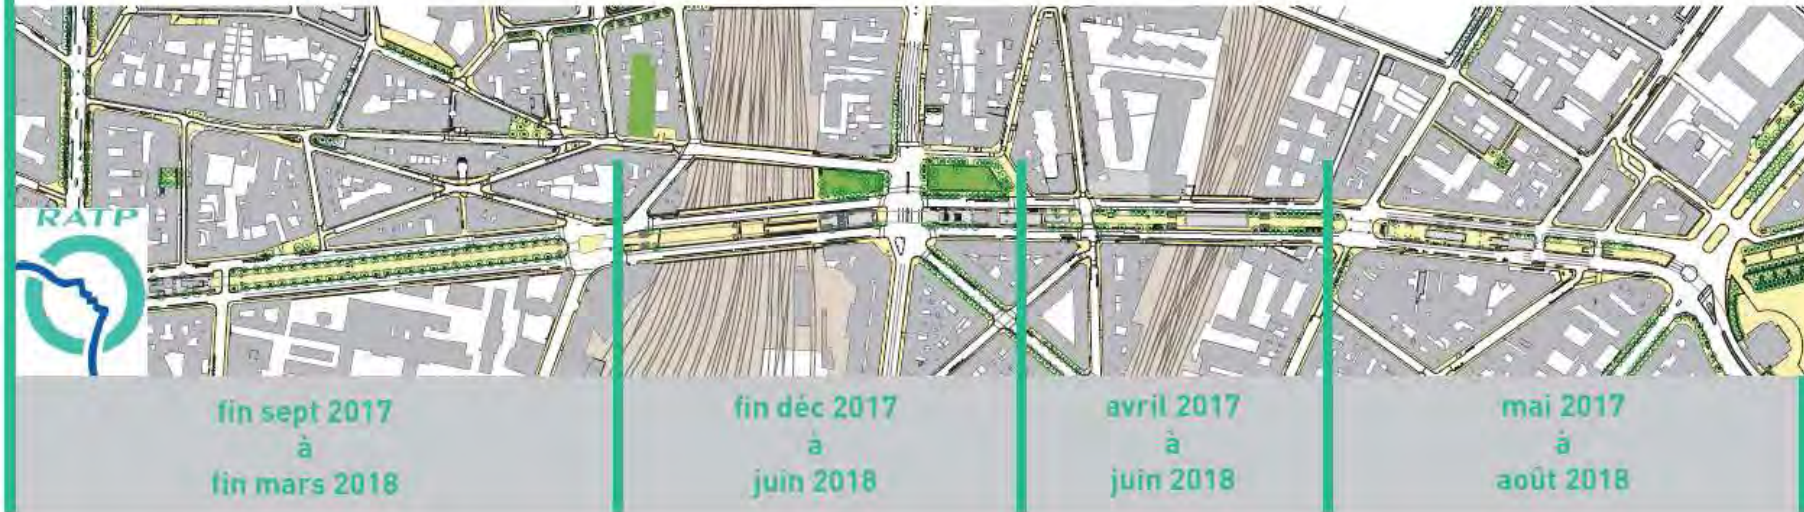 RATP
fin sept 2017
à
fin mars 2018
fin déc 2017
à
juin 2018
avril 2017
à
juin 2018
mai 2017
à
août 2018